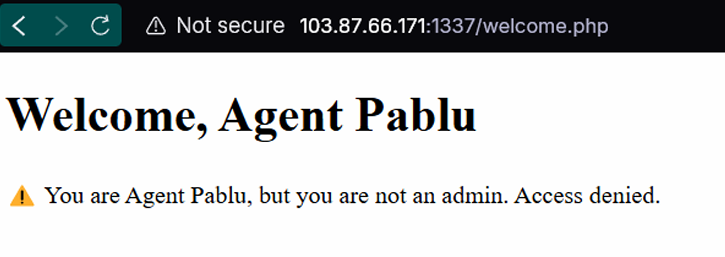 Not secure 103.87.66.171:1337/welcome.php
Welcome, Agent Pablu
You are Agent Pablu, but you are not an admin. Access denied.